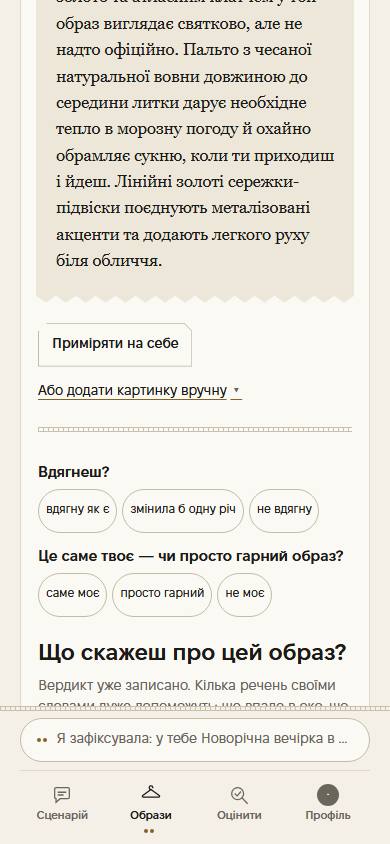 образ виглядає святково, але не
надто офіційно. Пальто з чесаної
натуральної вовни довжиною до
середини литки дарує необхідне
тепло в морозну погоду й охайно
обрамляє сукню, коли ти приходиш
і йдеш. Лінійні золоті сережки-
підвіски поєднують металізовані
акценти та додають легкого руху
біля обличчя.
Приміряти на себе
Або додати картинку вручну
Вдягнеш?
вдягну як є
змінила б одну річ
не вдягну
Це саме твоє — чи просто гарний образ?
саме моє
просто гарний
не моє
Що скажеш про цей образ?
Вердикт уже записано. Кілька речень своїми
Я зафіксувала: у тебе Новорічна вечірка в ...
Сценарій
Образи
Оцінити
Профіль